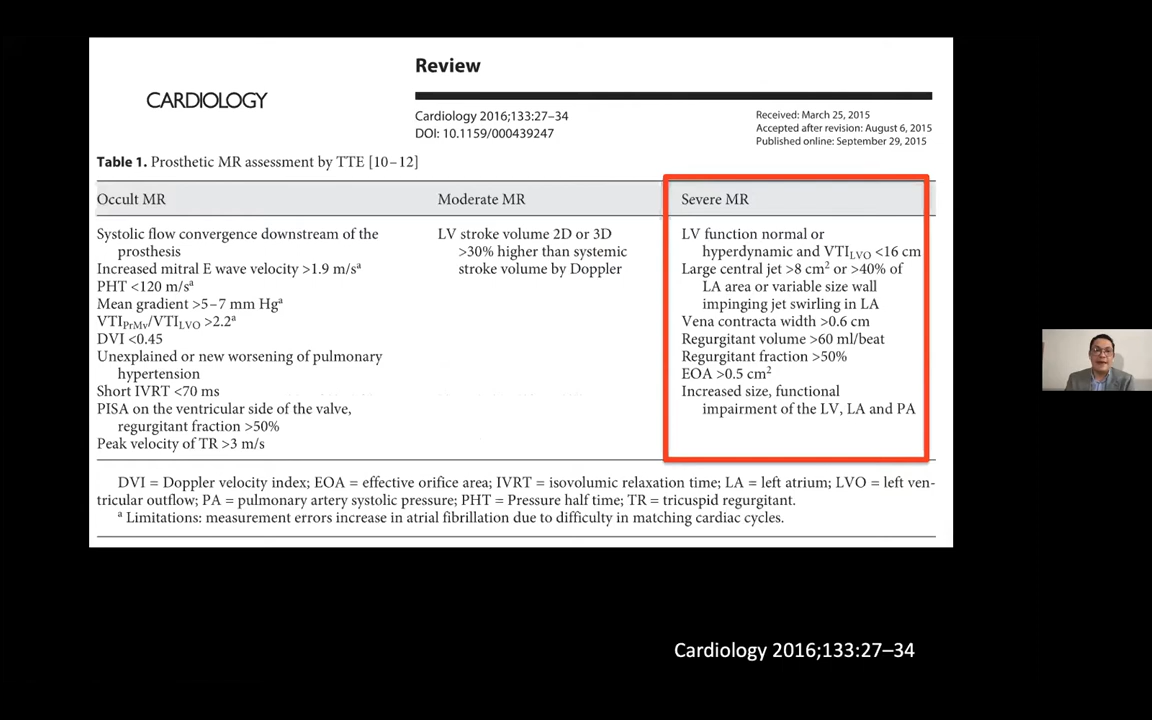 Review
CARDIOLOGY
Cardiology 2016;133:27–34
DOI: 10.1159/000439247
Received: March 25, 2015
Accepted after revision: August 6, 2015
Published online: September 29, 2015
Table 1. Prosthetic MR assessment by TTE [10–12]
Occult MR
Systolic flow convergence downstream of the
prosthesis
Increased mitral E wave velocity >1.9 m/sᵃ
PHT <120 m/sᵃ
Mean gradient >5–7 mm Hgᵃ
VTIPrMv/VTILVO >2.2ᵃ
DVI <0.45
Unexplained or new worsening of pulmonary
hypertension
Short IVRT <70 ms
PISA on the ventricular side of the valve,
regurgitant fraction >50%
Peak velocity of TR >3 m/s
Moderate MR
LV stroke volume 2D or 3D
>30% higher than systemic
stroke volume by Doppler
Severe MR
LV function normal or
hyperdynamic and VTILVO <16 cm
Large central jet >8 cm² or >40% of
LA area or variable size wall
impinging jet swirling in LA
Vena contracta width >0.6 cm
Regurgitant volume >60 ml/beat
Regurgitant fraction >50%
EOA >0.5 cm²
Increased size, functional
impairment of the LV, LA and PA
DVI = Doppler velocity index; EOA = effective orifice area; IVRT = isovolumic relaxation time; LA = left atrium; LVO = left ven-
tricular outflow; PA = pulmonary artery systolic pressure; PHT = Pressure half time; TR = tricuspid regurgitant.
ᵃ Limitations: measurement errors increase in atrial fibrillation due to difficulty in matching cardiac cycles.
Cardiology 2016;133:27–34